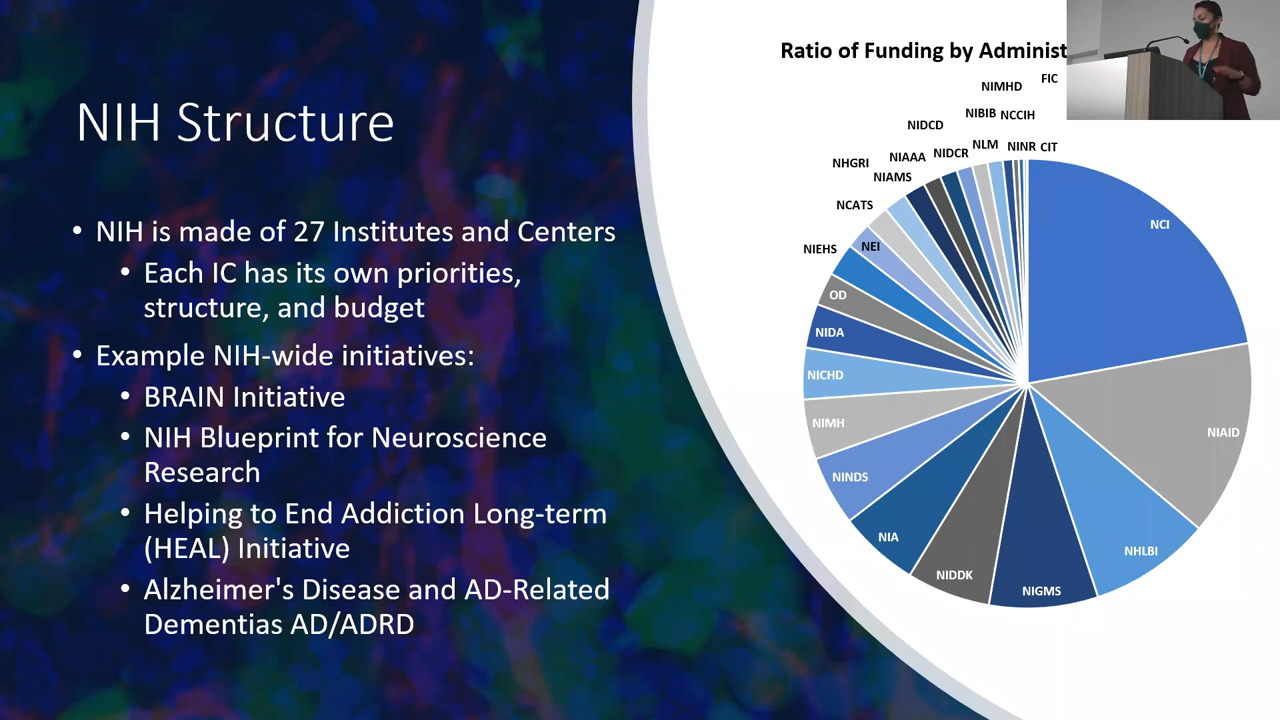 NIH Structure
• NIH is made of 27 Institutes and Centers
• Each IC has its own priorities,
structure, and budget
• Example NIH-wide initiatives:
• BRAIN Initiative
• NIH Blueprint for Neuroscience
Research
• Helping to End Addiction Long-term
(HEAL) Initiative
• Alzheimer's Disease and AD-Related
Dementias AD/ADRD
Ratio of Funding by Administ
FIC
NIMHD
NIBIB NCCIH
NIDCD
NLM
NINR CIT
NIDCR
NIAAA
NHGRI
NIAMS
NCATS
NEI
NIEHS
OD
NIDA
NICHD
NIMH
NINDS
NIA
NIDDK
NIGMS
NHLBI
NIAID
NCI